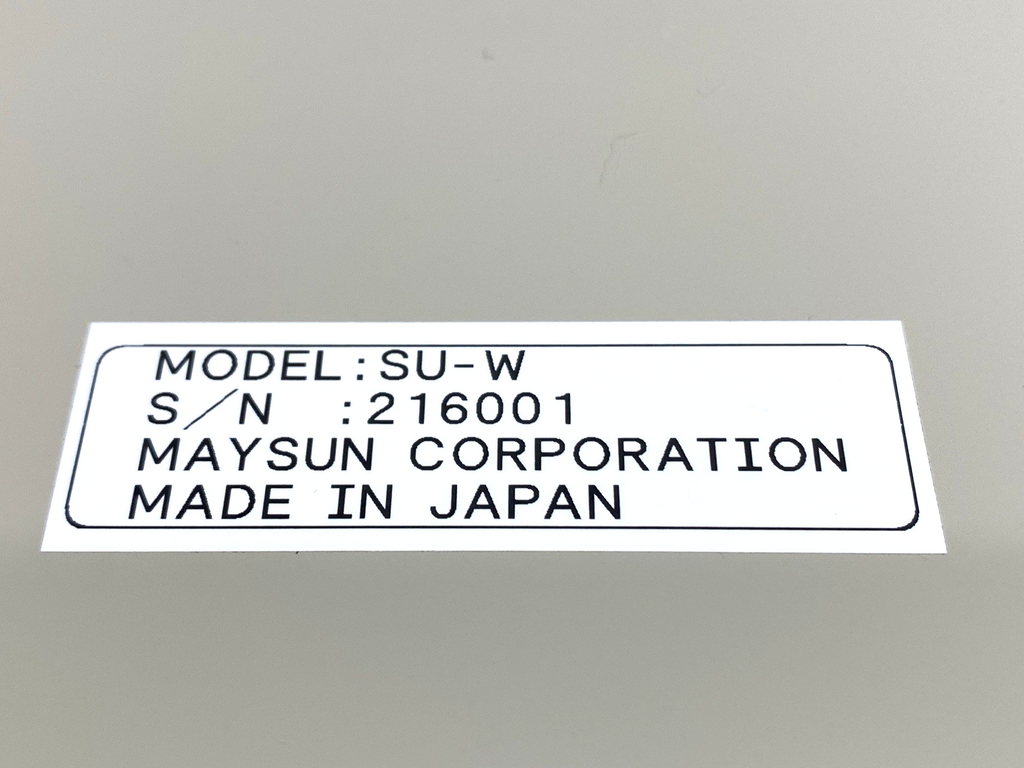 MODEL:SU-W
S/N :216001
MAYSUN CORPORATION
MADE IN JAPAN